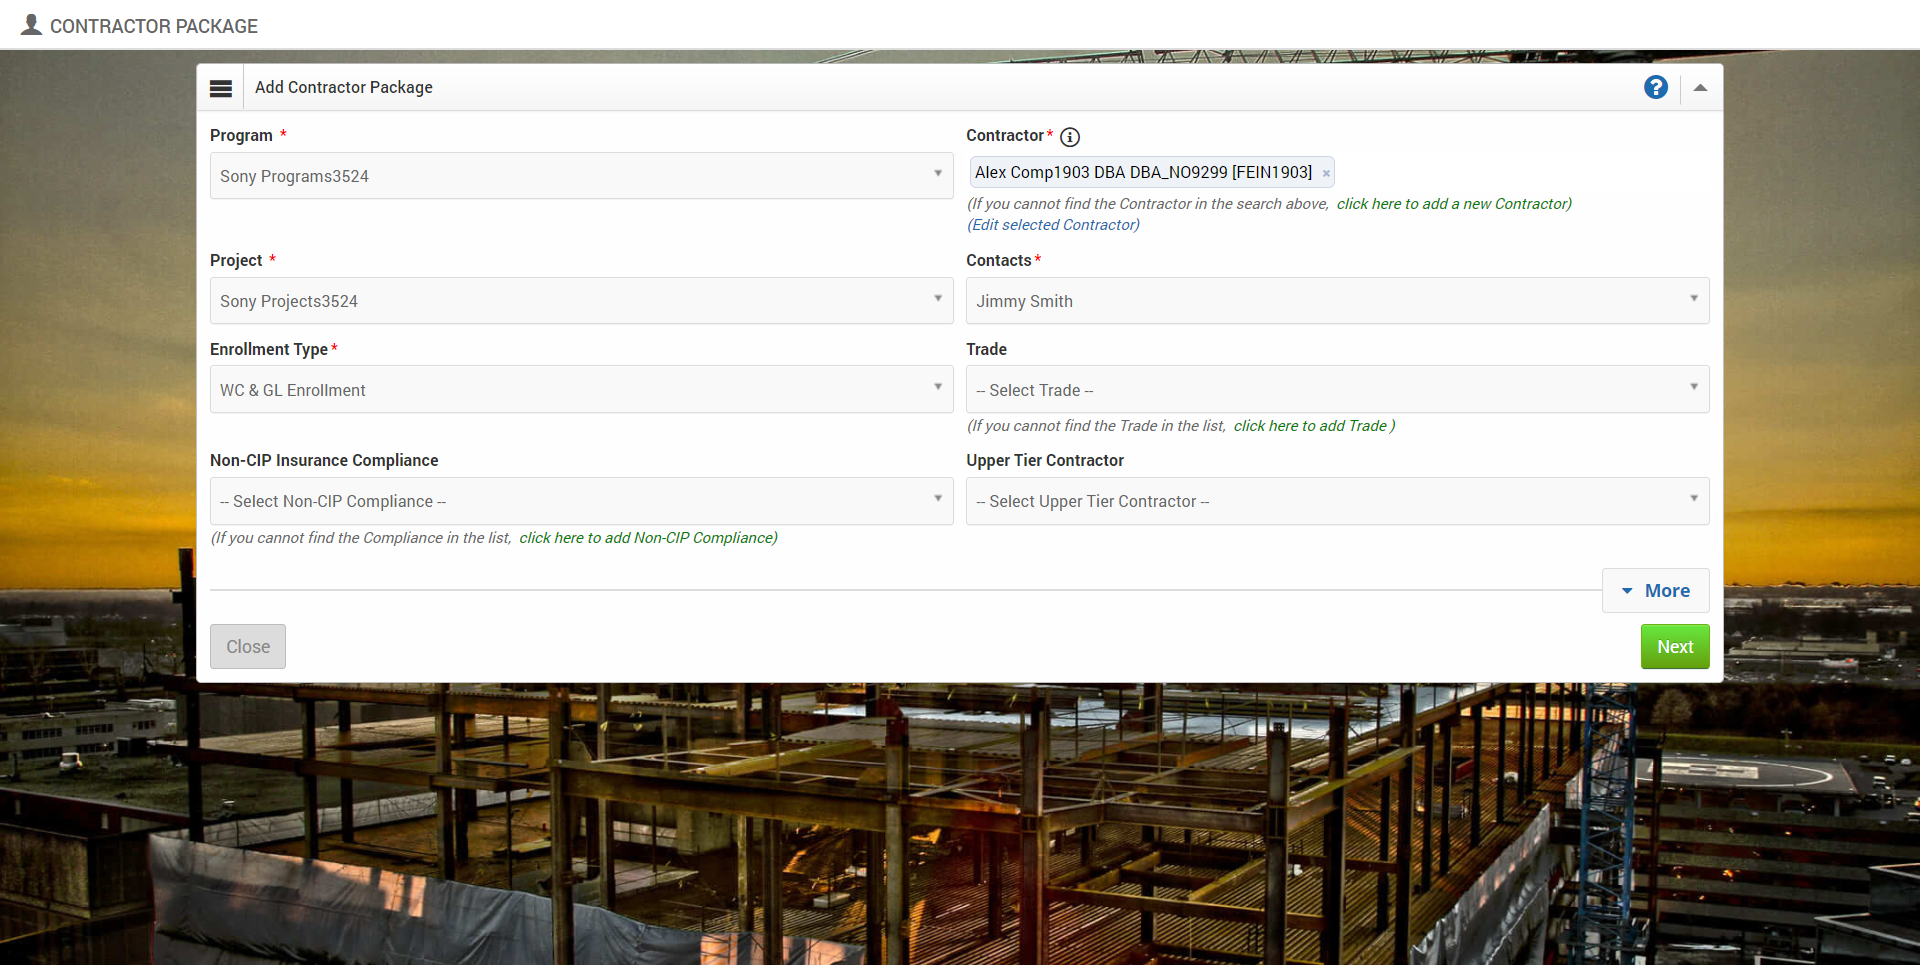 CONTRACTOR PACKAGE
Add Contractor Package
?
Program *
Sony Programs3524
Contractor * i
Alex Comp1903 DBA DBA_NO9299 [FEIN1903] ×
(If you cannot find the Contractor in the search above, click here to add a new Contractor)
(Edit selected Contractor)
Project *
Sony Projects3524
Contacts *
Jimmy Smith
Enrollment Type *
WC & GL Enrollment
Trade
-- Select Trade --
(If you cannot find the Trade in the list, click here to add Trade )
Non-CIP Insurance Compliance
-- Select Non-CIP Compliance --
(If you cannot find the Compliance in the list, click here to add Non-CIP Compliance)
Upper Tier Contractor
-- Select Upper Tier Contractor --
More
Close
Next